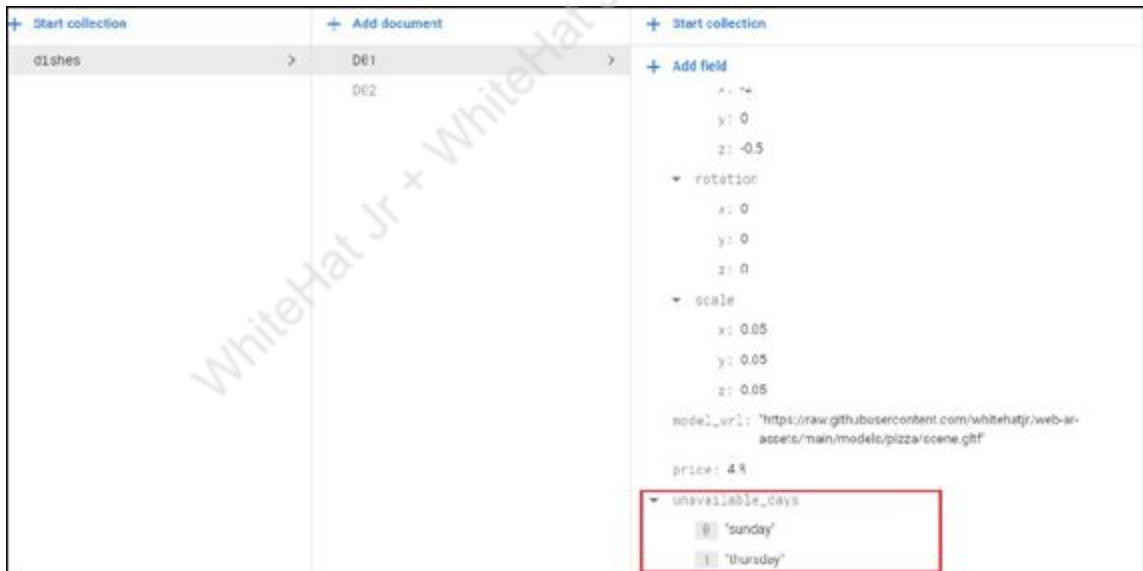 + Start collection
+ Add document
+ Start collection
dishes >
D01 >
D02
+ Add field
y: 0
z: -0.5
rotation
x: 0
y: 0
z: 0
scale
x: 0.05
y: 0.05
z: 0.05
model_url: "https://raw.githubusercontent.com/whitehatjr/web-ar-
assets/main/models/pizza/scene.gltf"
price:
unavailable_days
0 "sunday"
1 "thursday"
WhiteHat Jr + WhiteHat